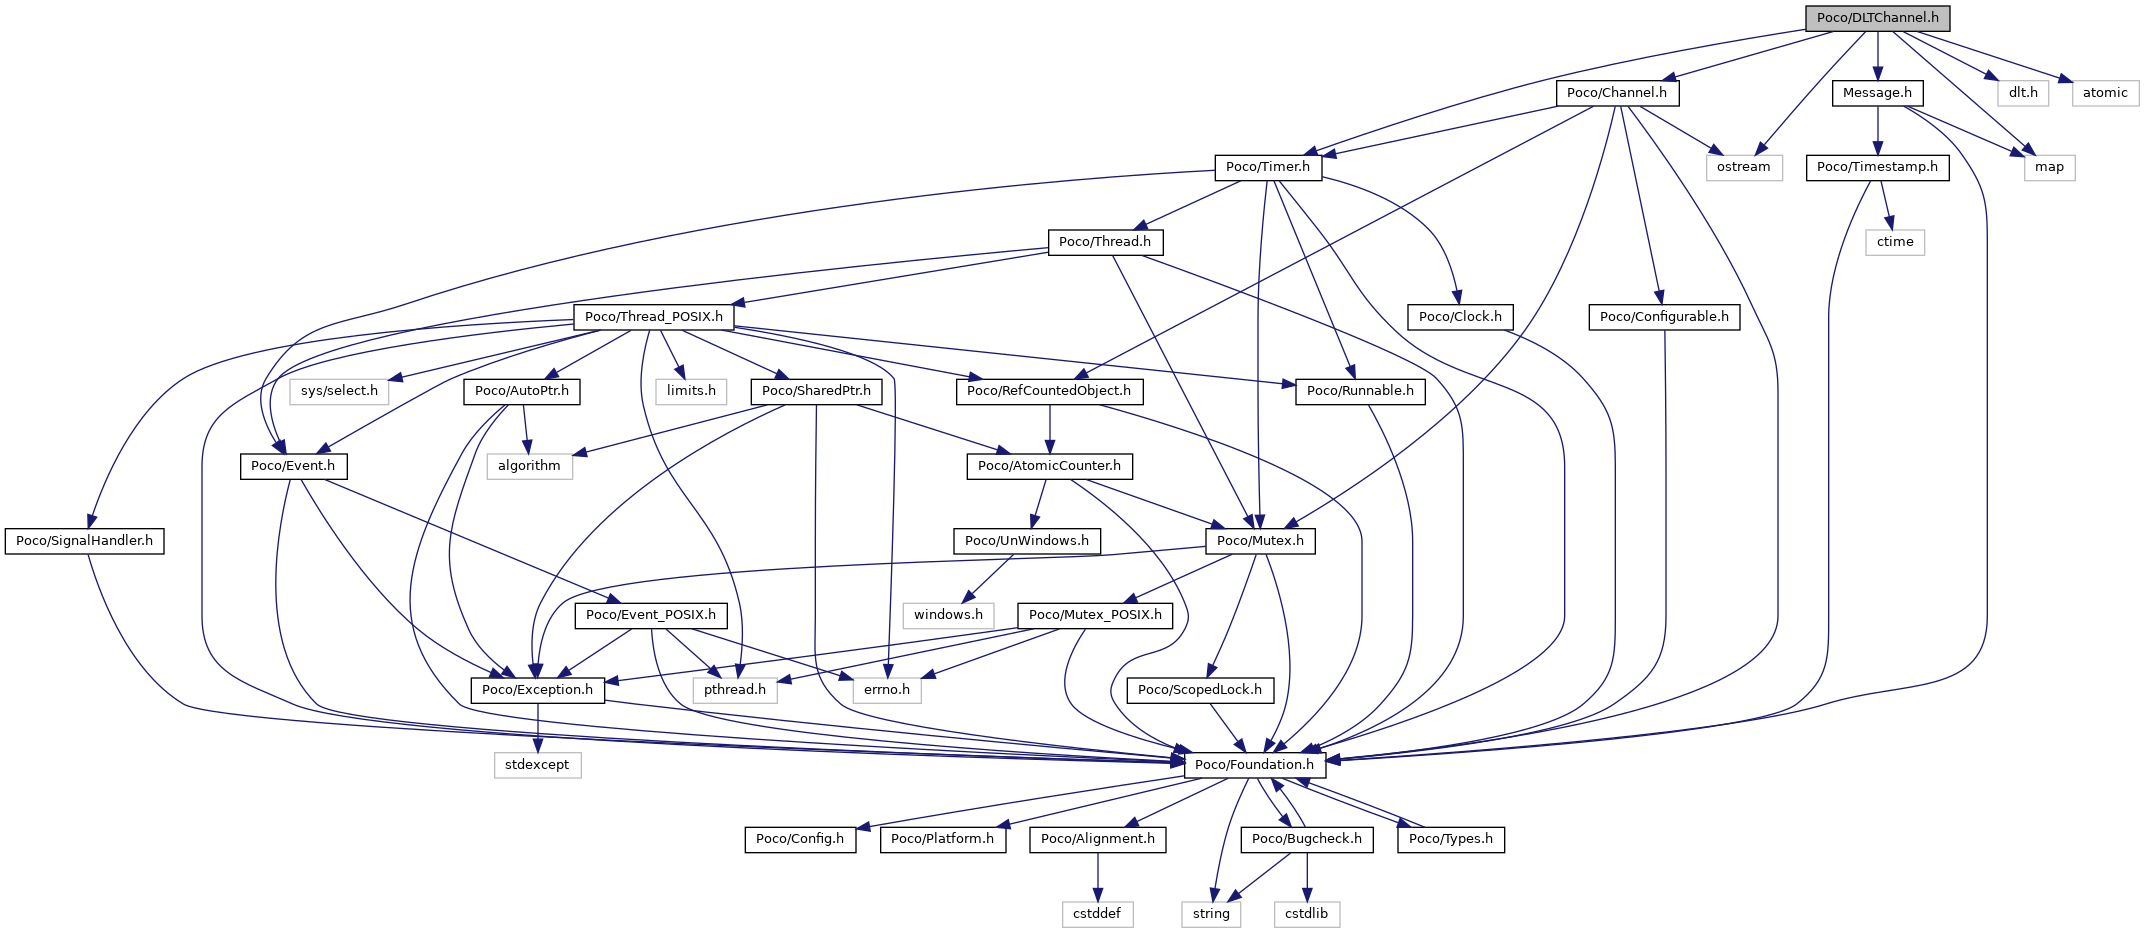 Poco/DLTChannel.h
Poco/Channel.h
Message.h
dlt.h
atomic
Poco/Timer.h
ostream
Poco/Timestamp.h
map
Poco/Thread.h
ctime
Poco/Thread_POSIX.h
Poco/Clock.h
Poco/Configurable.h
sys/select.h
Poco/AutoPtr.h
limits.h
Poco/SharedPtr.h
Poco/RefCountedObject.h
Poco/Runnable.h
Poco/Event.h
algorithm
Poco/AtomicCounter.h
Poco/SignalHandler.h
Poco/UnWindows.h
Poco/Mutex.h
Poco/Event_POSIX.h
windows.h
Poco/Mutex_POSIX.h
Poco/Exception.h
pthread.h
errno.h
Poco/ScopedLock.h
stdexcept
Poco/Foundation.h
Poco/Config.h
Poco/Platform.h
Poco/Alignment.h
Poco/Bugcheck.h
Poco/Types.h
cstddef
string
cstdlib